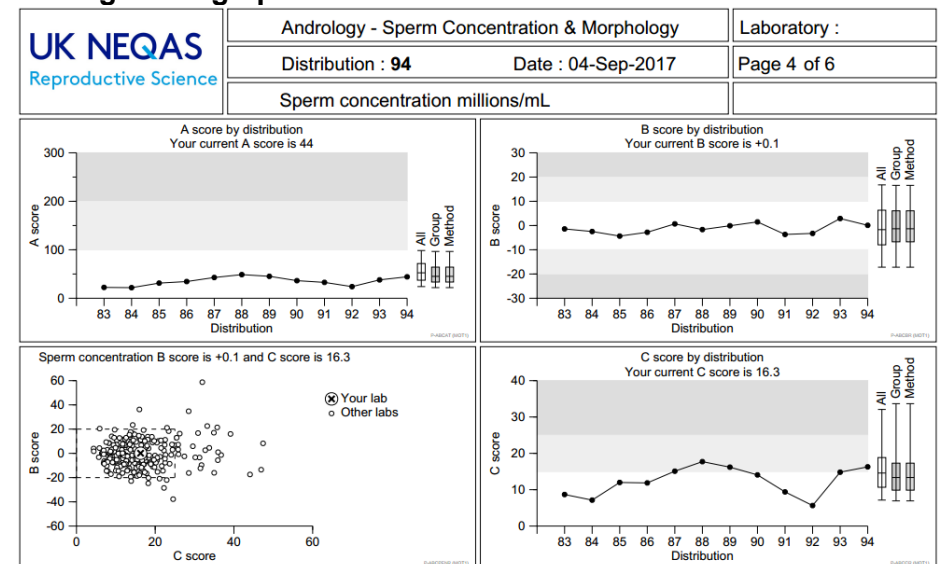 UK NEQAS
Reproductive Science
Andrology - Sperm Concentration & Morphology
Laboratory :
Distribution : 94 Date : 04-Sep-2017
Page 4 of 6
Sperm concentration millions/mL
A score by distribution
Your current A score is 44
300
200
100
0
A score
83 84 85 86 87 88 89 90 91 92 93 94
Distribution
All
Group
Method
B score by distribution
Your current B score is +0.1
30
20
10
0
-10
-20
-30
B score
83 84 85 86 87 88 89 90 91 92 93 94
Distribution
All
Group
Method
Sperm concentration B score is +0.1 and C score is 16.3
60
40
20
0
-20
-40
-60
B score
0 20 40 60
C score
Your lab
Other labs
C score by distribution
Your current C score is 16.3
40
30
20
10
0
C score
83 84 85 86 87 88 89 90 91 92 93 94
Distribution
All
Group
Method